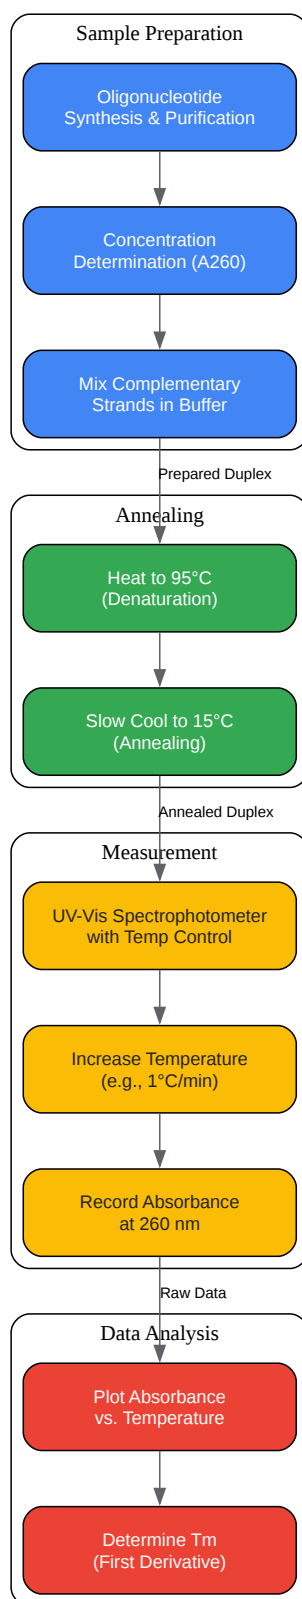 Sample Preparation
Oligonucleotide
Synthesis & Purification
Concentration
Determination (A260)
Mix Complementary
Strands in Buffer
Prepared Duplex
Annealing
Heat to 95°C
(Denaturation)
Slow Cool to 15°C
(Annealing)
Annealed Duplex
Measurement
UV-Vis Spectrophotometer
with Temp Control
Increase Temperature
(e.g., 1°C/min)
Record Absorbance
at 260 nm
Raw Data
Data Analysis
Plot Absorbance
vs. Temperature
Determine Tm
(First Derivative)